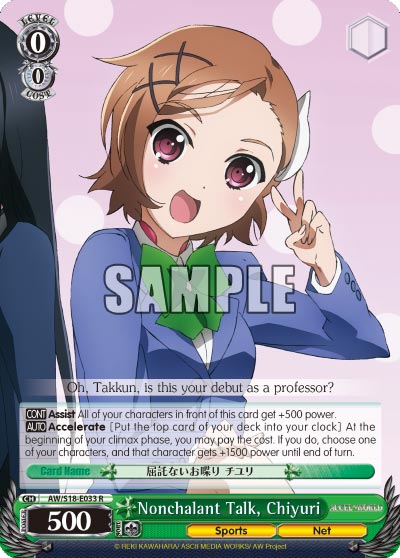 LEVEL
0
0
COST
SAMPLE
Oh, Takkun, is this your debut as a professor?
CONT Assist All of your characters in front of this card get +500 power.
AUTO Accelerate [Put the top card of your deck into your clock] At the
beginning of your climax phase, you may pay the cost. If you do, choose one
of your characters, and that character gets +1500 power until end of turn.
Card Name
屈託ないお喋り チユリ
CH AW/S18-E033 R
Nonchalant Talk, Chiyuri
ACCEL WORLD
POWER
500
Sports
Net
© REKI KAWAHARA/ ASCII MEDIA WORKS/ AW Project